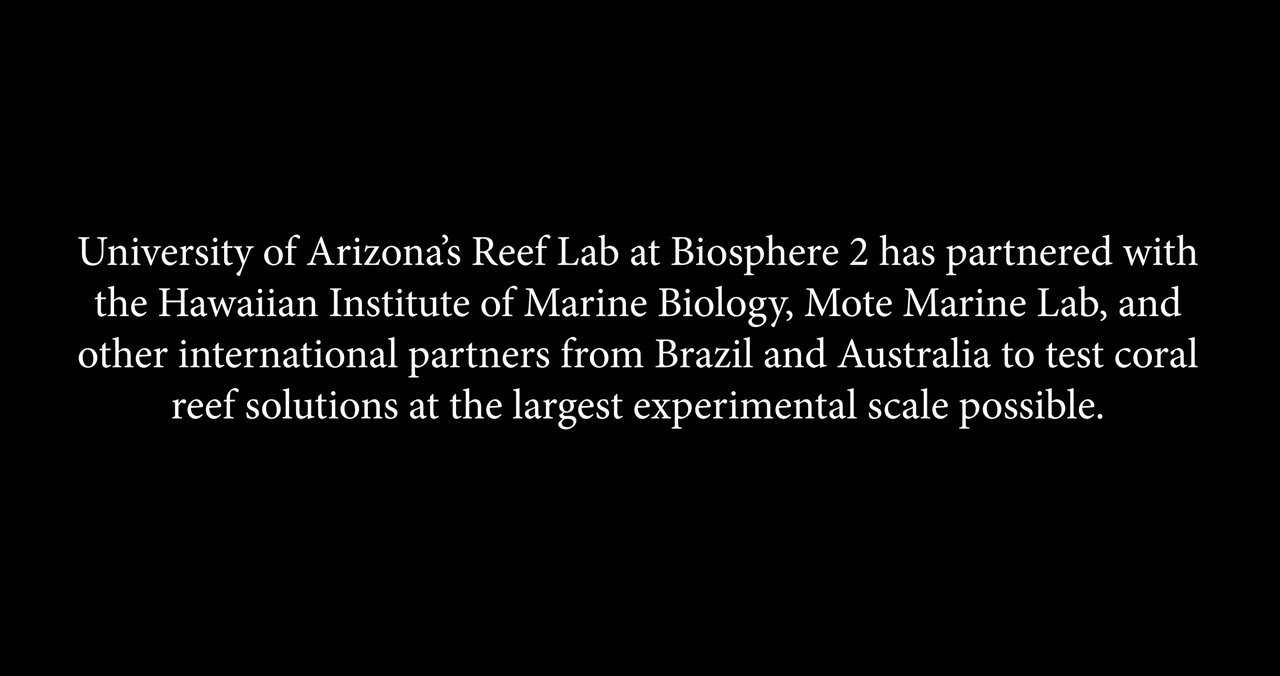 University of Arizona’s Reef Lab at Biosphere 2 has partnered with
the Hawaiian Institute of Marine Biology, Mote Marine Lab, and
other international partners from Brazil and Australia to test coral
reef solutions at the largest experimental scale possible.